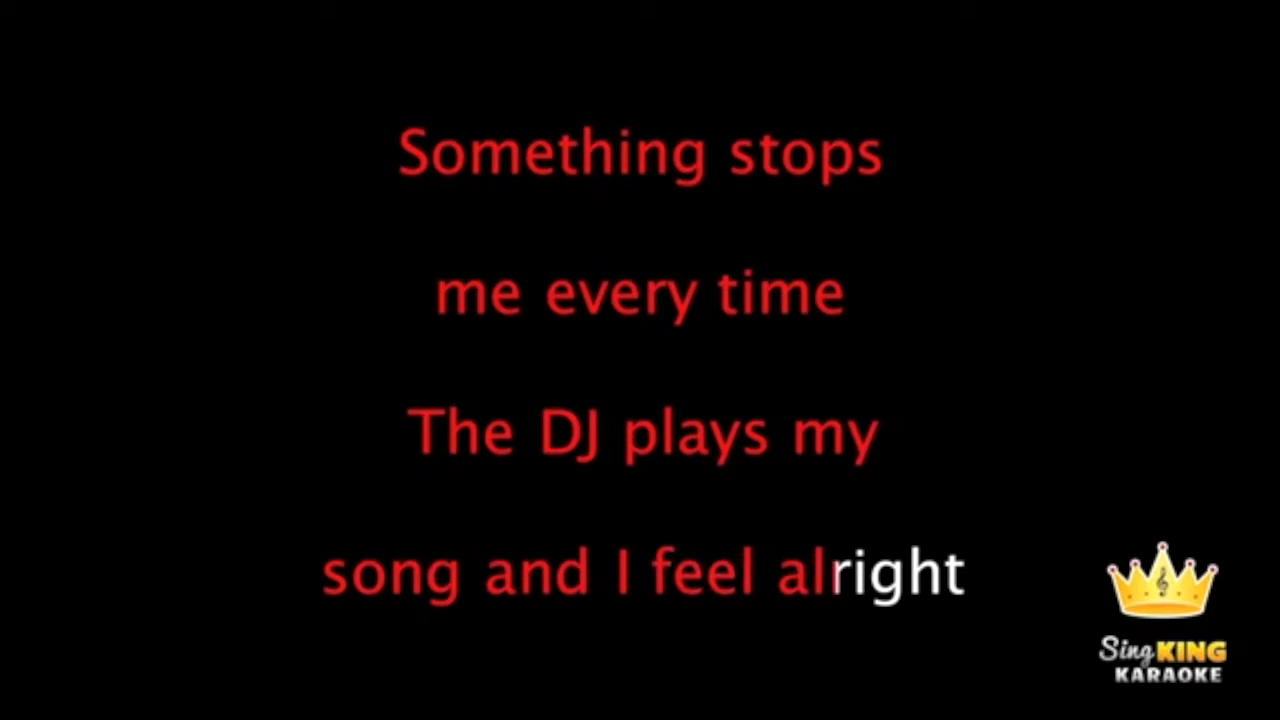 Something stops
me every time
The DJ plays my
song and I feel alright
Sing KING
KARAOKE